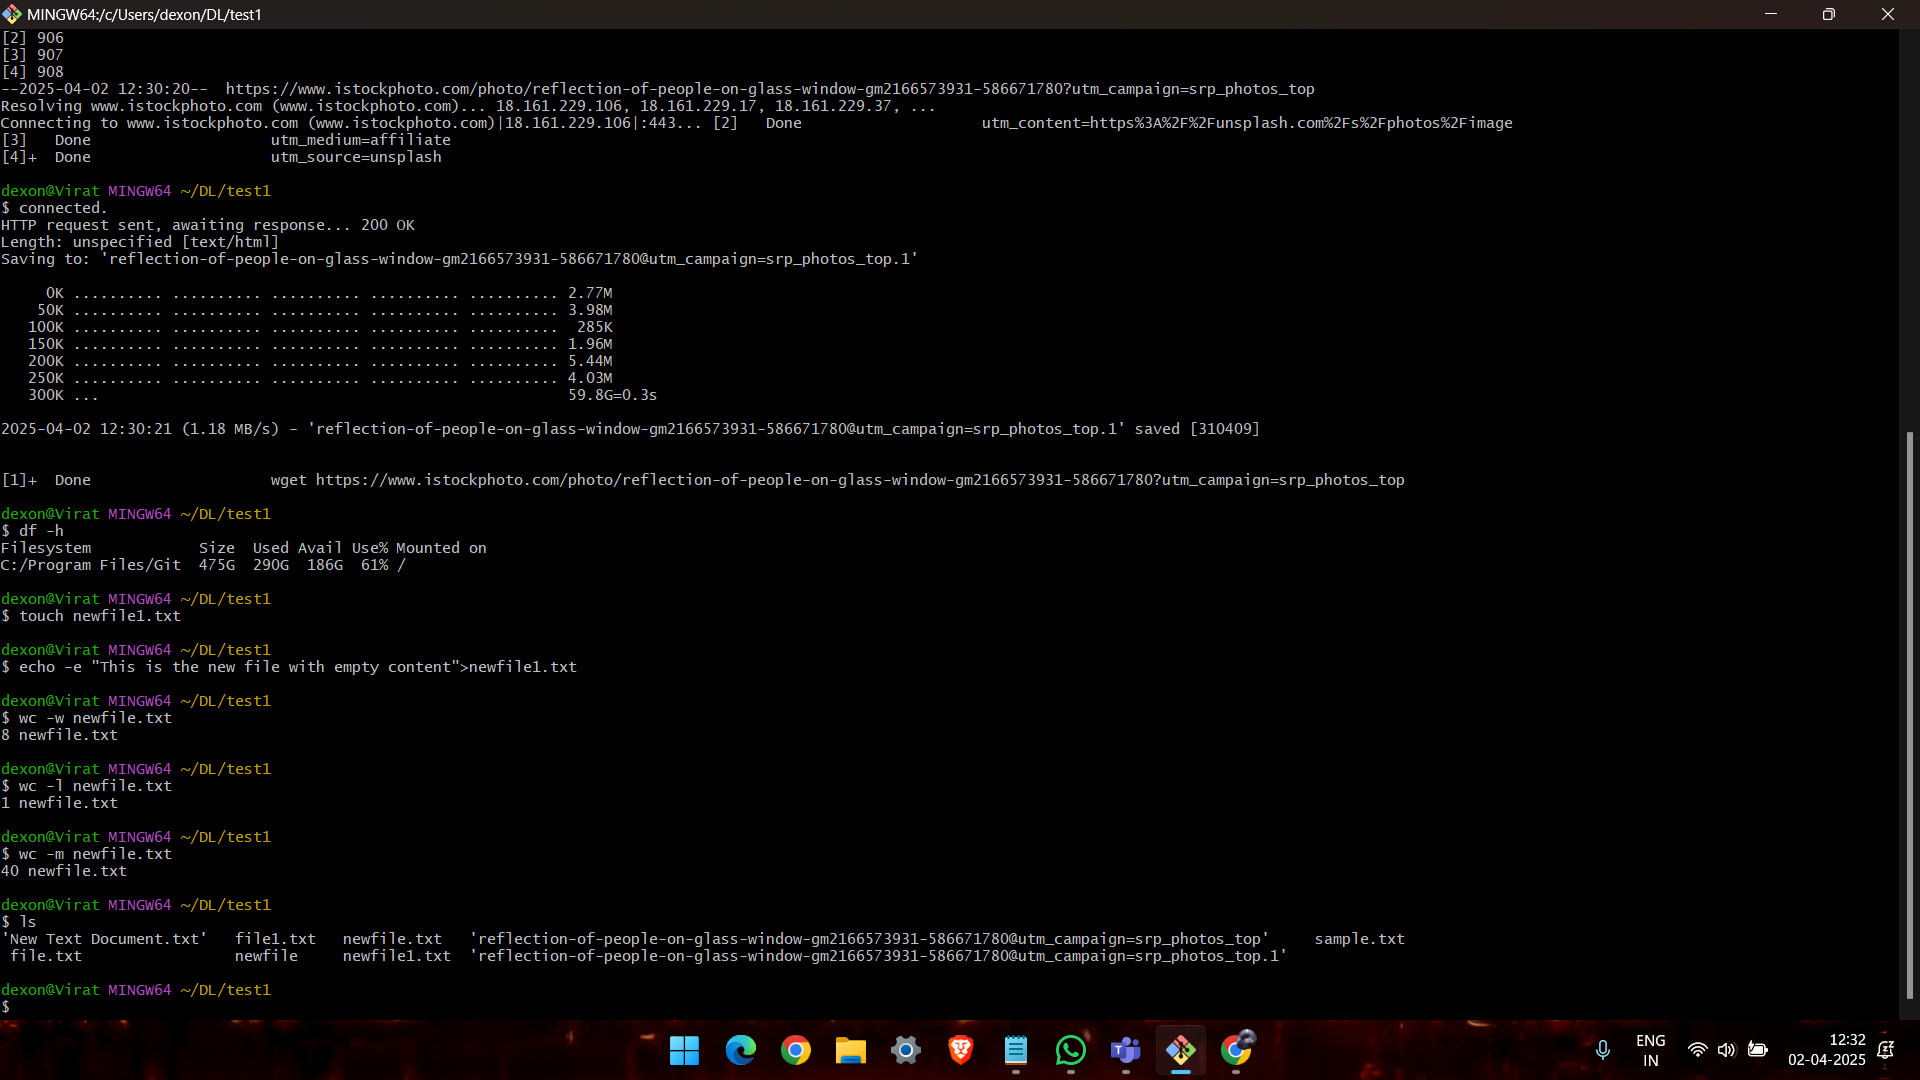 MINGW64:/c/Users/dexon/DL/test1
[2] 906
[3] 907
[4] 908
--2025-04-02 12:30:20--  https://www.istockphoto.com/photo/reflection-of-people-on-glass-window-gm2166573931-586671780?utm_campaign=srp_photos_top
Resolving www.istockphoto.com (www.istockphoto.com)... 18.161.229.106, 18.161.229.17, 18.161.229.37, ...
Connecting to www.istockphoto.com (www.istockphoto.com)|18.161.229.106|:443... [2]   Done                    utm_content=https%3A%2F%2Funsplash.com%2Fs%2Fphotos%2Fimage
[3]   Done                    utm_medium=affiliate
[4]+  Done                    utm_source=unsplash
dexon@Virat MINGW64 ~/DL/test1
$ connected.
HTTP request sent, awaiting response... 200 OK
Length: unspecified [text/html]
Saving to: 'reflection-of-people-on-glass-window-gm2166573931-586671780@utm_campaign=srp_photos_top.1'
     0K .......... .......... .......... .......... .......... 2.77M
    50K .......... .......... .......... .......... .......... 3.98M
   100K .......... .......... .......... .......... ..........  285K
   150K .......... .......... .......... .......... .......... 1.96M
   200K .......... .......... .......... .......... .......... 5.44M
   250K .......... .......... .......... .......... .......... 4.03M
   300K ...                                                    59.8G=0.3s
2025-04-02 12:30:21 (1.18 MB/s) - 'reflection-of-people-on-glass-window-gm2166573931-586671780@utm_campaign=srp_photos_top.1' saved [310409]
[1]+  Done                    wget https://www.istockphoto.com/photo/reflection-of-people-on-glass-window-gm2166573931-586671780?utm_campaign=srp_photos_top
dexon@Virat MINGW64 ~/DL/test1
$ df -h
Filesystem            Size  Used Avail Use% Mounted on
C:/Program Files/Git  475G  290G  186G  61% /
dexon@Virat MINGW64 ~/DL/test1
$ touch newfile1.txt
dexon@Virat MINGW64 ~/DL/test1
$ echo -e "This is the new file with empty content">newfile1.txt
dexon@Virat MINGW64 ~/DL/test1
$ wc -w newfile.txt
8 newfile.txt
dexon@Virat MINGW64 ~/DL/test1
$ wc -l newfile.txt
1 newfile.txt
dexon@Virat MINGW64 ~/DL/test1
$ wc -m newfile.txt
40 newfile.txt
dexon@Virat MINGW64 ~/DL/test1
$ ls
'New Text Document.txt'   file1.txt   newfile.txt   'reflection-of-people-on-glass-window-gm2166573931-586671780@utm_campaign=srp_photos_top'     sample.txt
 file.txt                 newfile     newfile1.txt  'reflection-of-people-on-glass-window-gm2166573931-586671780@utm_campaign=srp_photos_top.1'
dexon@Virat MINGW64 ~/DL/test1
$
ENG
IN
12:32
02-04-2025